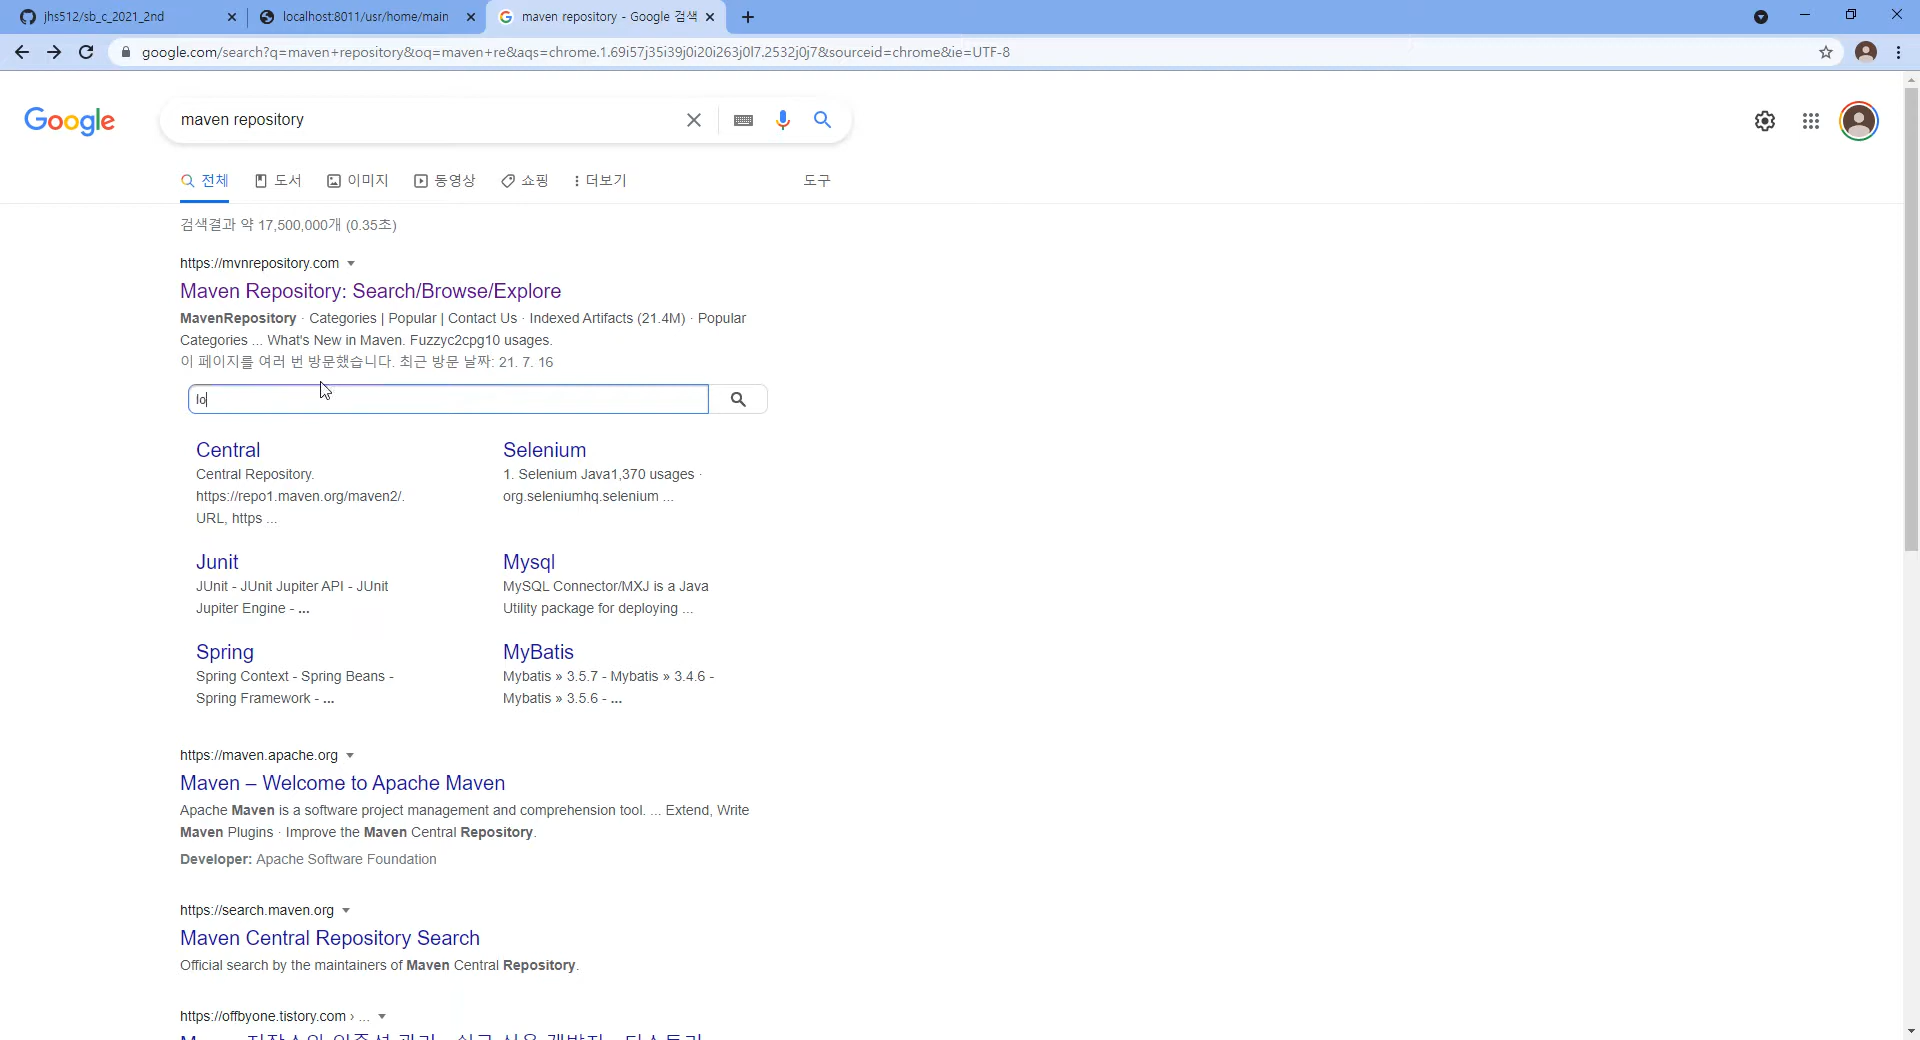 jhs512/sb_c_2021_2nd
localhost:8011/usr/home/main
maven repository - Google 검색
google.com/search?q=maven+repository&oq=maven+re&aqs=chrome.1.69i57j35i39j0i20i263j0l7.2532j0j7&sourceid=chrome&ie=UTF-8
Google
maven repository
전체 도서 이미지 동영상 쇼핑 더보기 도구
검색결과 약 17,500,000개 (0.35초)
https://mvnrepository.com
Maven Repository: Search/Browse/Explore
MavenRepository · Categories | Popular | Contact Us · Indexed Artifacts (21.4M) · Popular
Categories ... What's New in Maven. Fuzzyc2cpg10 usages.
이 페이지를 여러 번 방문했습니다. 최근 방문 날짜: 21. 7. 16
lo
Central
Central Repository.
https://repo1.maven.org/maven2/.
URL, https ...
Selenium
1. Selenium Java1,370 usages ·
org.seleniumhq.selenium ...
Junit
JUnit - JUnit Jupiter API - JUnit
Jupiter Engine - ...
Mysql
MySQL Connector/MXJ is a Java
Utility package for deploying ...
Spring
Spring Context - Spring Beans -
Spring Framework - ...
MyBatis
Mybatis » 3.5.7 - Mybatis » 3.4.6 -
Mybatis » 3.5.6 - ...
https://maven.apache.org
Maven – Welcome to Apache Maven
Apache Maven is a software project management and comprehension tool. ... Extend, Write
Maven Plugins · Improve the Maven Central Repository.
Developer: Apache Software Foundation
https://search.maven.org
Maven Central Repository Search
Official search by the maintainers of Maven Central Repository.
https://offbyone.tistory.com › ...